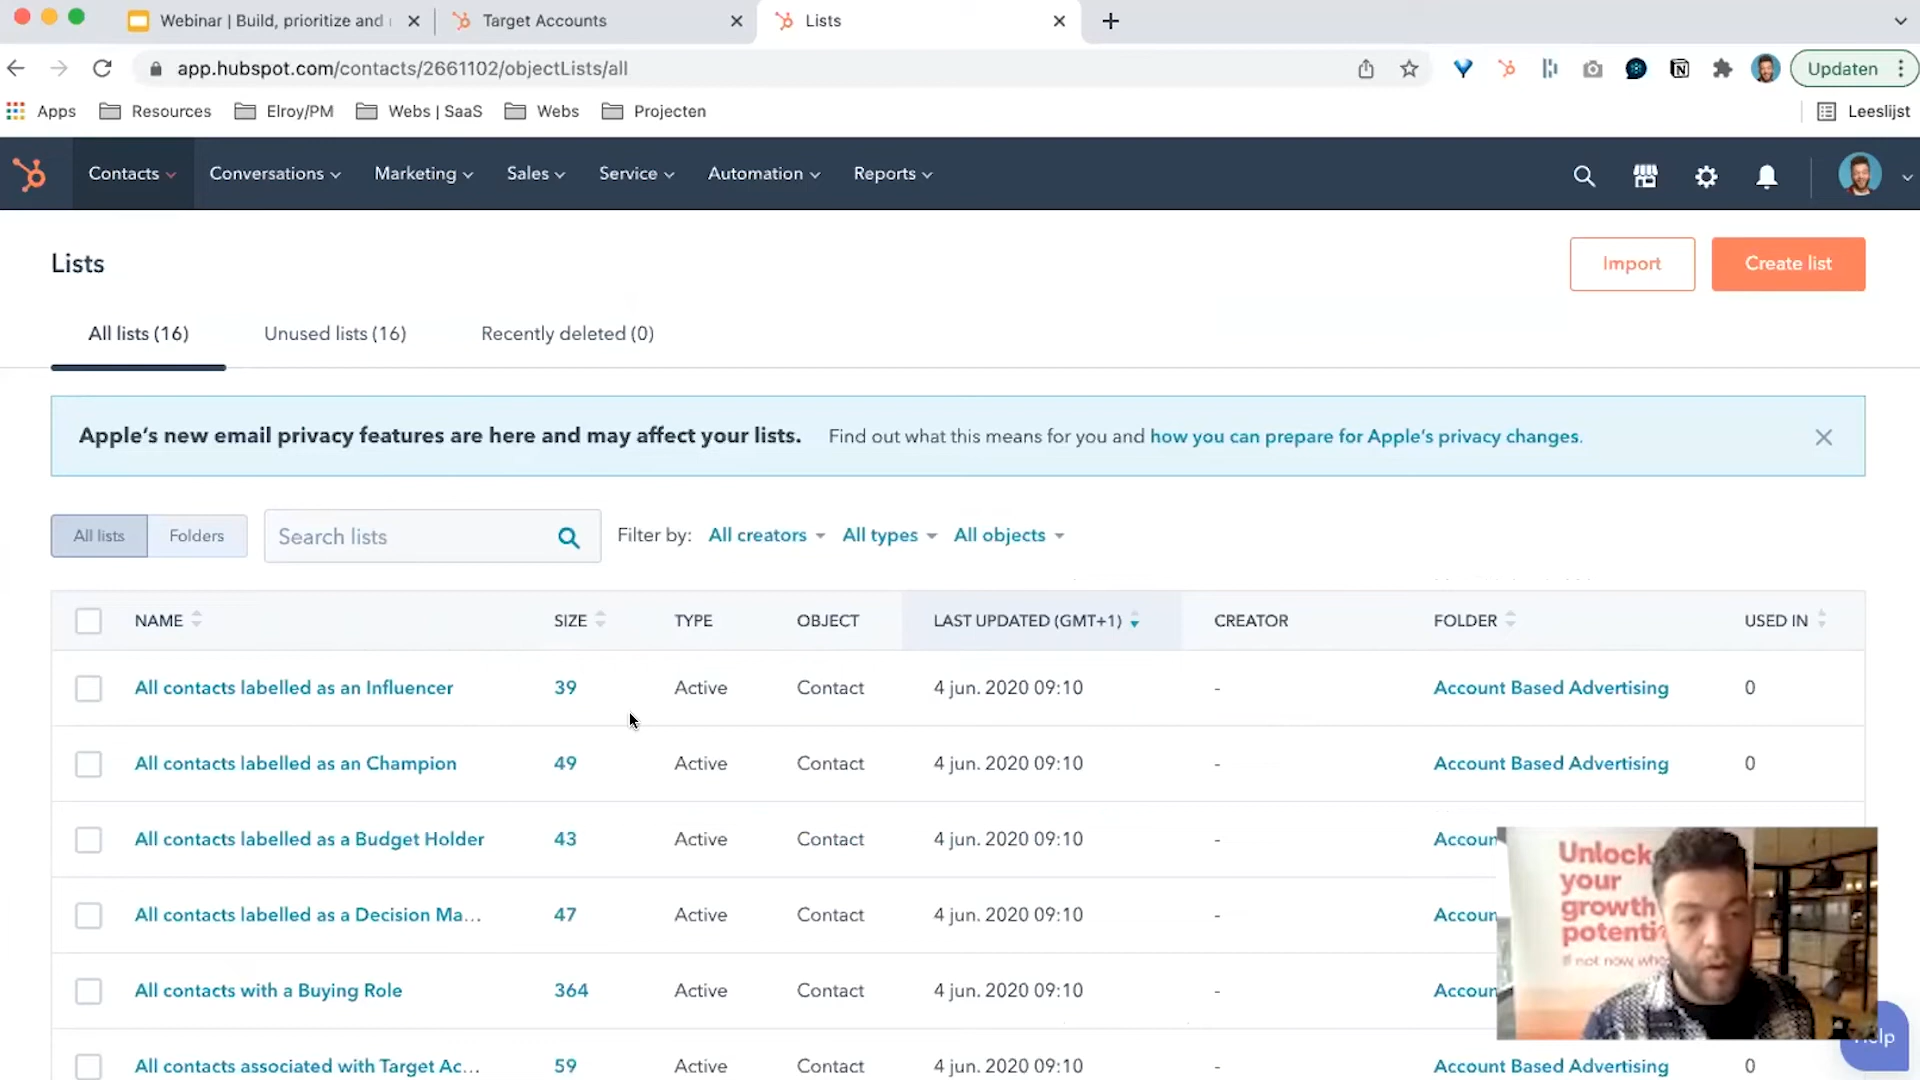 Webinar | Build, prioritize and
Target Accounts
Lists
app.hubspot.com/contacts/2661102/objectLists/all
Updaten
Apps
Resources
Elroy/PM
Webs | SaaS
Webs
Projecten
Leeslijst
Contacts
Conversations
Marketing
Sales
Service
Automation
Reports
Lists
Import
Create list
All lists (16)
Unused lists (16)
Recently deleted (0)
Apple's new email privacy features are here and may affect your lists. Find out what this means for you and how you can prepare for Apple's privacy changes.
All lists
Folders
Search lists
Filter by:
All creators
All types
All objects
NAME SIZE TYPE OBJECT LAST UPDATED (GMT+1) CREATOR FOLDER USED IN
All contacts labelled as an Influencer 39 Active Contact 4 jun. 2020 09:10 - Account Based Advertising 0
All contacts labelled as an Champion 49 Active Contact 4 jun. 2020 09:10 - Account Based Advertising 0
All contacts labelled as a Budget Holder 43 Active Contact 4 jun. 2020 09:10 - Accoun
All contacts labelled as a Decision Ma... 47 Active Contact 4 jun. 2020 09:10 - Accoun
All contacts with a Buying Role 364 Active Contact 4 jun. 2020 09:10 - Accoun
All contacts associated with Target Ac... 59 Active Contact 4 jun. 2020 09:10 - Account Based Advertising 0
Unlock
your
growth
potenti
If not now
elp